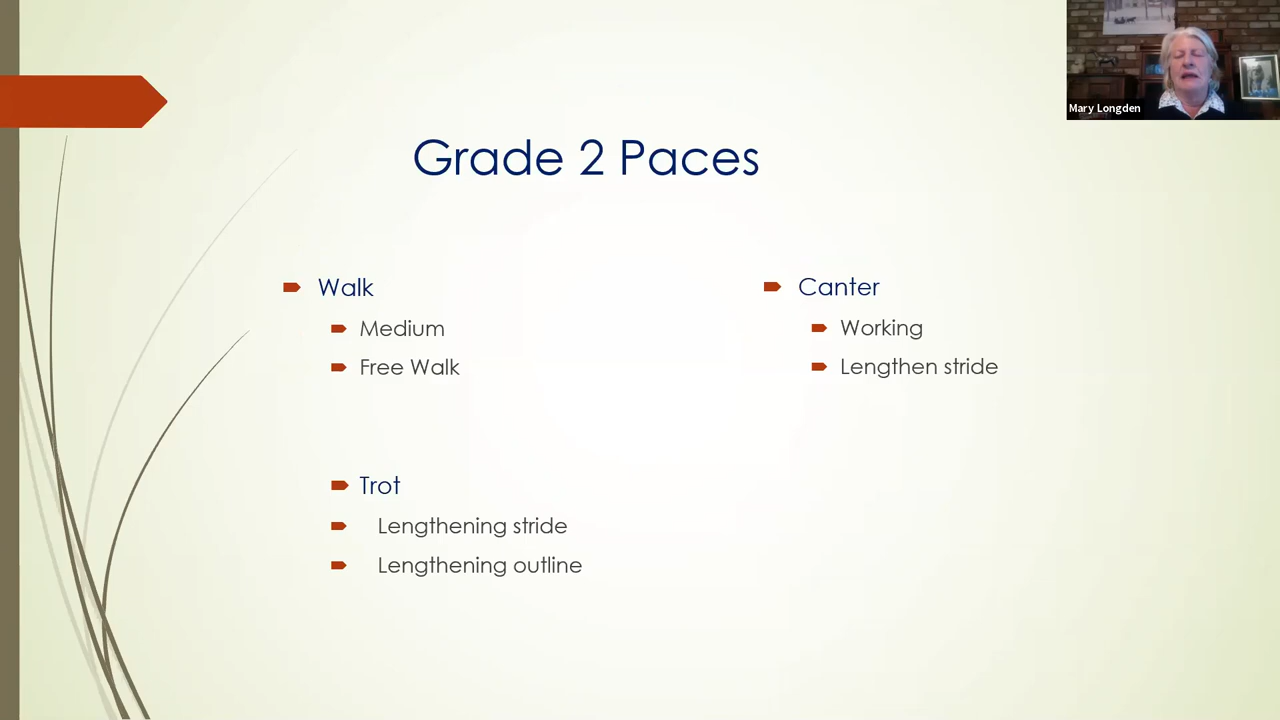 Mary Longden
Grade 2 Paces
Walk
Medium
Free Walk
Trot
Lengthening stride
Lengthening outline
Canter
Working
Lengthen stride